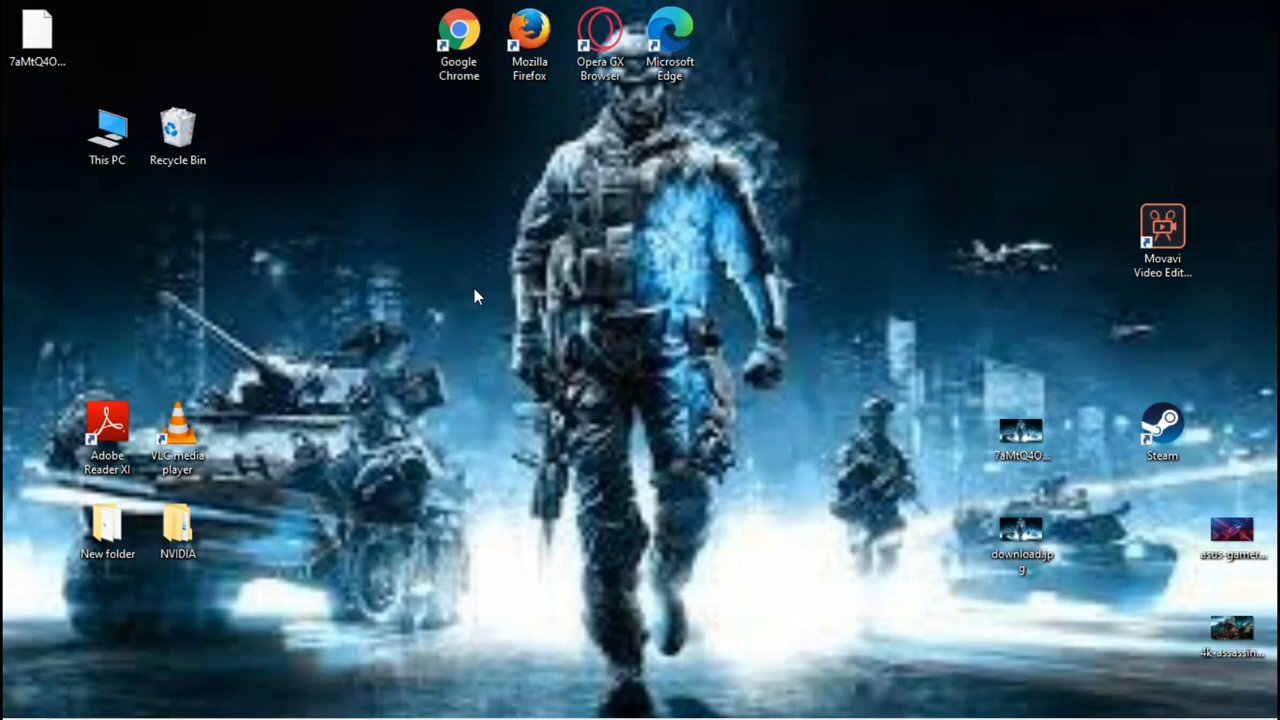 7aMtQ4O...
Google
Chrome
Mozilla
Firefox
Opera GX
Browser
Microsoft
Edge
This PC
Recycle Bin
Movavi
Video Edit...
Adobe
Reader XI
VLC media
player
7aMtQ4O...
Steam
New folder
NVIDIA
download.jp
g
asus-gamer...
4k-assassin...